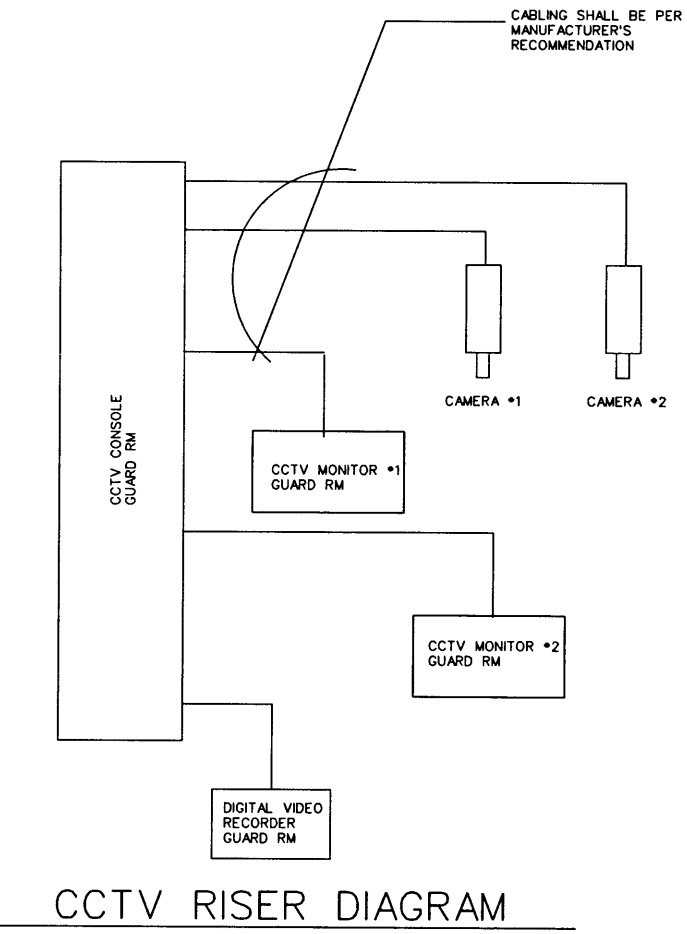 CABLING SHALL BE PER
MANUFACTURER'S
RECOMMENDATION
CAMERA •1
CAMERA •2
CCTV CONSOLE
GUARD RM
CCTV MONITOR •1
GUARD RM
CCTV MONITOR •2
GUARD RM
DIGITAL VIDEO
RECORDER
GUARD RM
CCTV RISER DIAGRAM